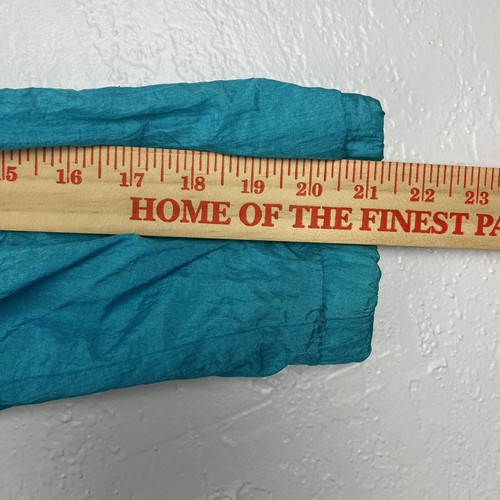 5 16 17 18 19 20 21 22 23
HOME OF THE FINEST PA